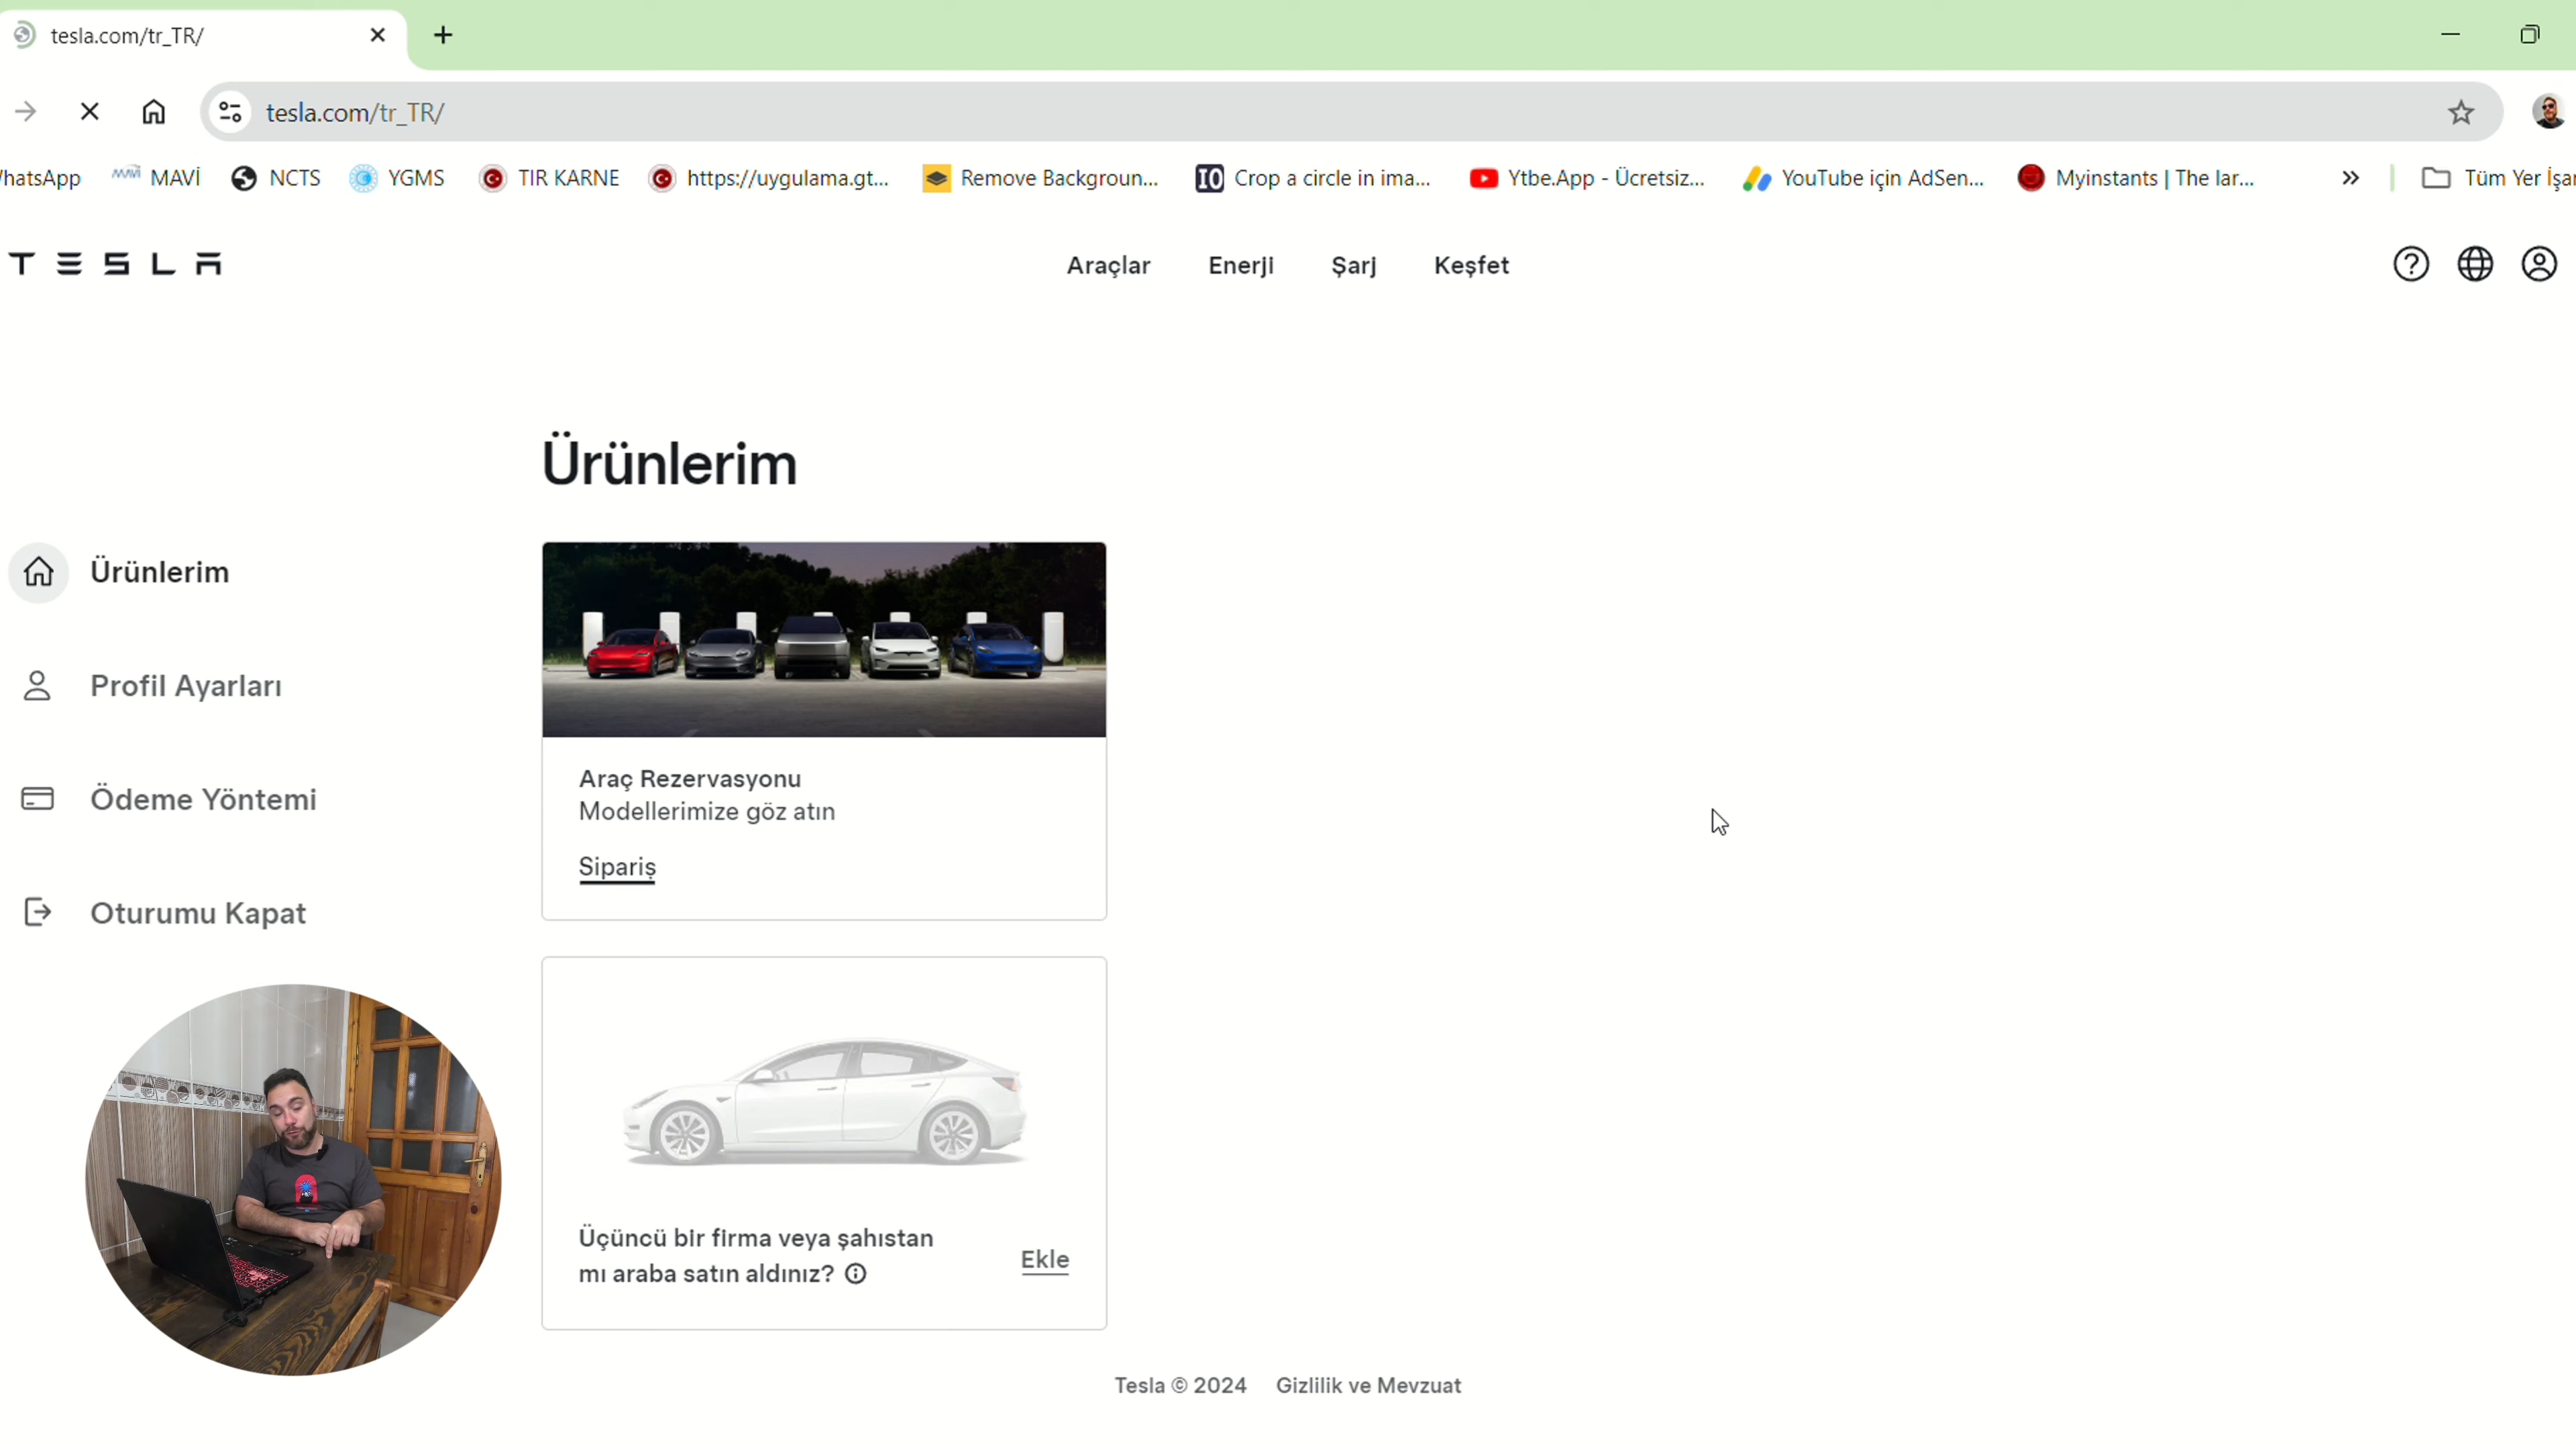 tesla.com/tr_TR/
tesla.com/tr_TR/
hatsApp MAVİ NCTS YGMS TIR KARNE https://uygulama.gt... Remove Backgroun... Crop a circle in ima... Ytbe.App - Ücretsiz... YouTube için AdSen... Myinstants | The lar... Tüm Yer İşar
TESLA Araçlar Enerji Şarj Keşfet
Ürünlerim
Ürünlerim
Profil Ayarları
Ödeme Yöntemi
Oturumu Kapat
Araç Rezervasyonu
Modellerimize göz atın
Sipariş
Üçüncü bir firma veya şahıstan
mı araba satın aldınız?
Ekle
Tesla © 2024 Gizlilik ve Mevzuat